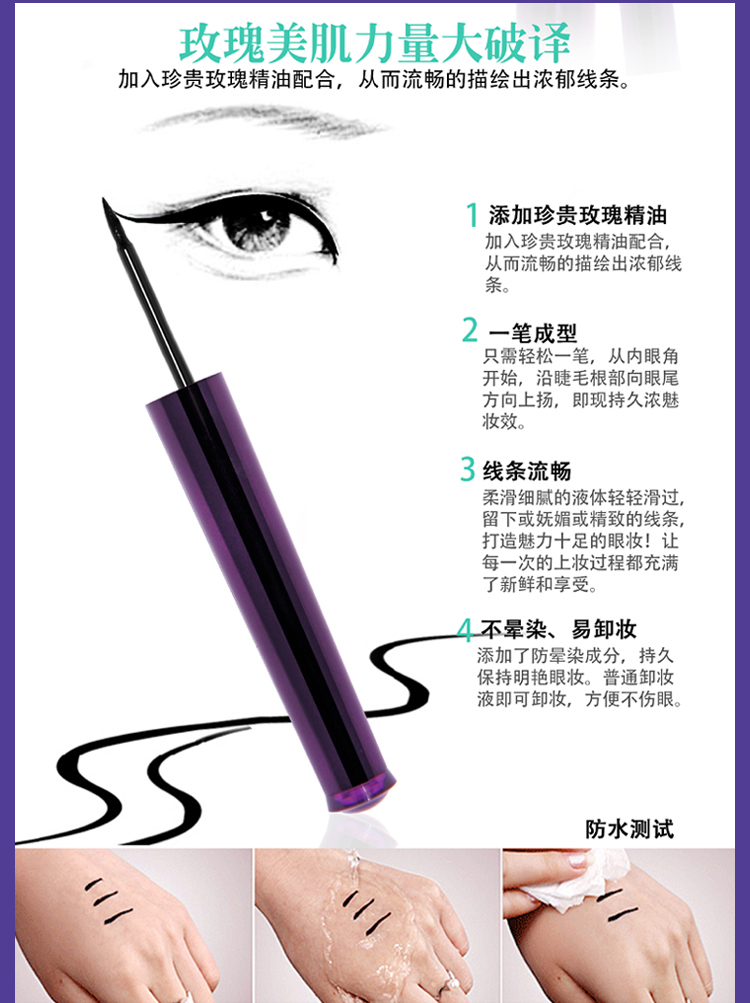 玫瑰美肌力量大破译
加入珍贵玫瑰精油配合，从而流畅的描绘出浓郁线条。
1 添加珍贵玫瑰精油
加入珍贵玫瑰精油配合，
从而流畅的描绘出浓郁线
条。
2 一笔成型
只需轻松一笔，从内眼角
开始，沿睫毛根部向眼尾
方向上扬，即现持久浓魅
妆效。
3 线条流畅
柔滑细腻的液体轻轻滑过，
留下或妩媚或精致的线条，
打造魅力十足的眼妆！让
每一次的上妆过程都充满
了新鲜和享受。
4 不晕染、易卸妆
添加了防晕染成分，持久
保持明艳眼妆。普通卸妆
液即可卸妆，方便不伤眼。
防水测试